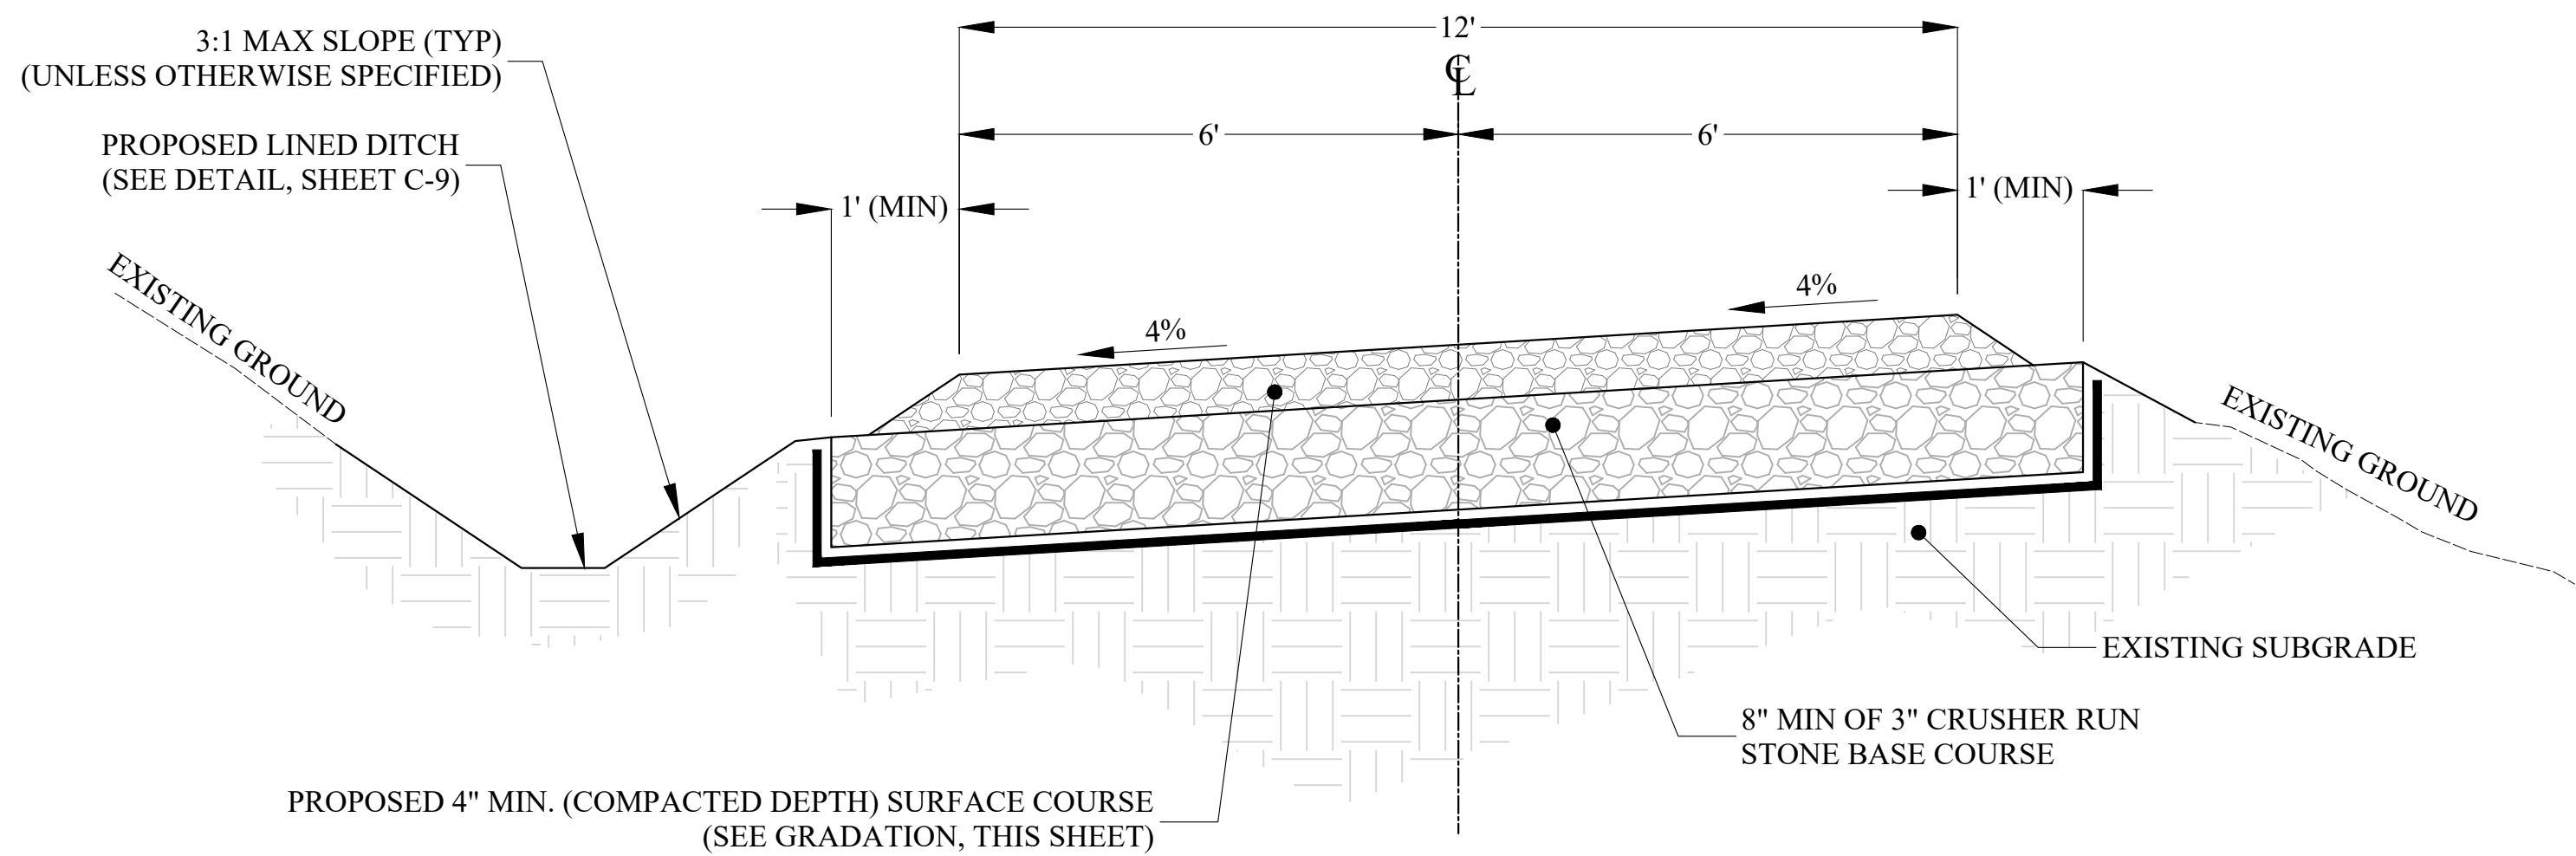 12'
3:1 MAX SLOPE (TYP)
(UNLESS OTHERWISE SPECIFIED)
℄
6'
6'
PROPOSED LINED DITCH
(SEE DETAIL, SHEET C-9)
1' (MIN)
1' (MIN)
EXISTING GROUND
4%
4%
EXISTING GROUND
EXISTING SUBGRADE
8" MIN OF 3" CRUSHER RUN
STONE BASE COURSE
PROPOSED 4" MIN. (COMPACTED DEPTH) SURFACE COURSE
(SEE GRADATION, THIS SHEET)